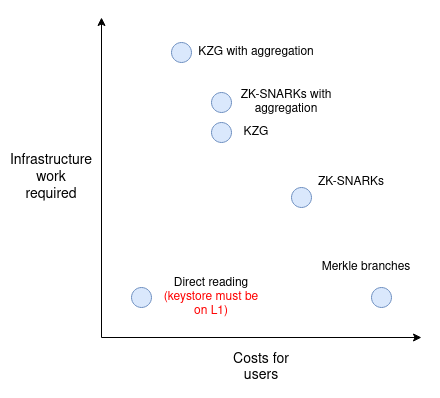 KZG with aggregation
ZK-SNARKs with
aggregation
KZG
Infrastructure
work
required
ZK-SNARKs
Merkle branches
Direct reading
(keystore must be
on L1)
Costs for
users